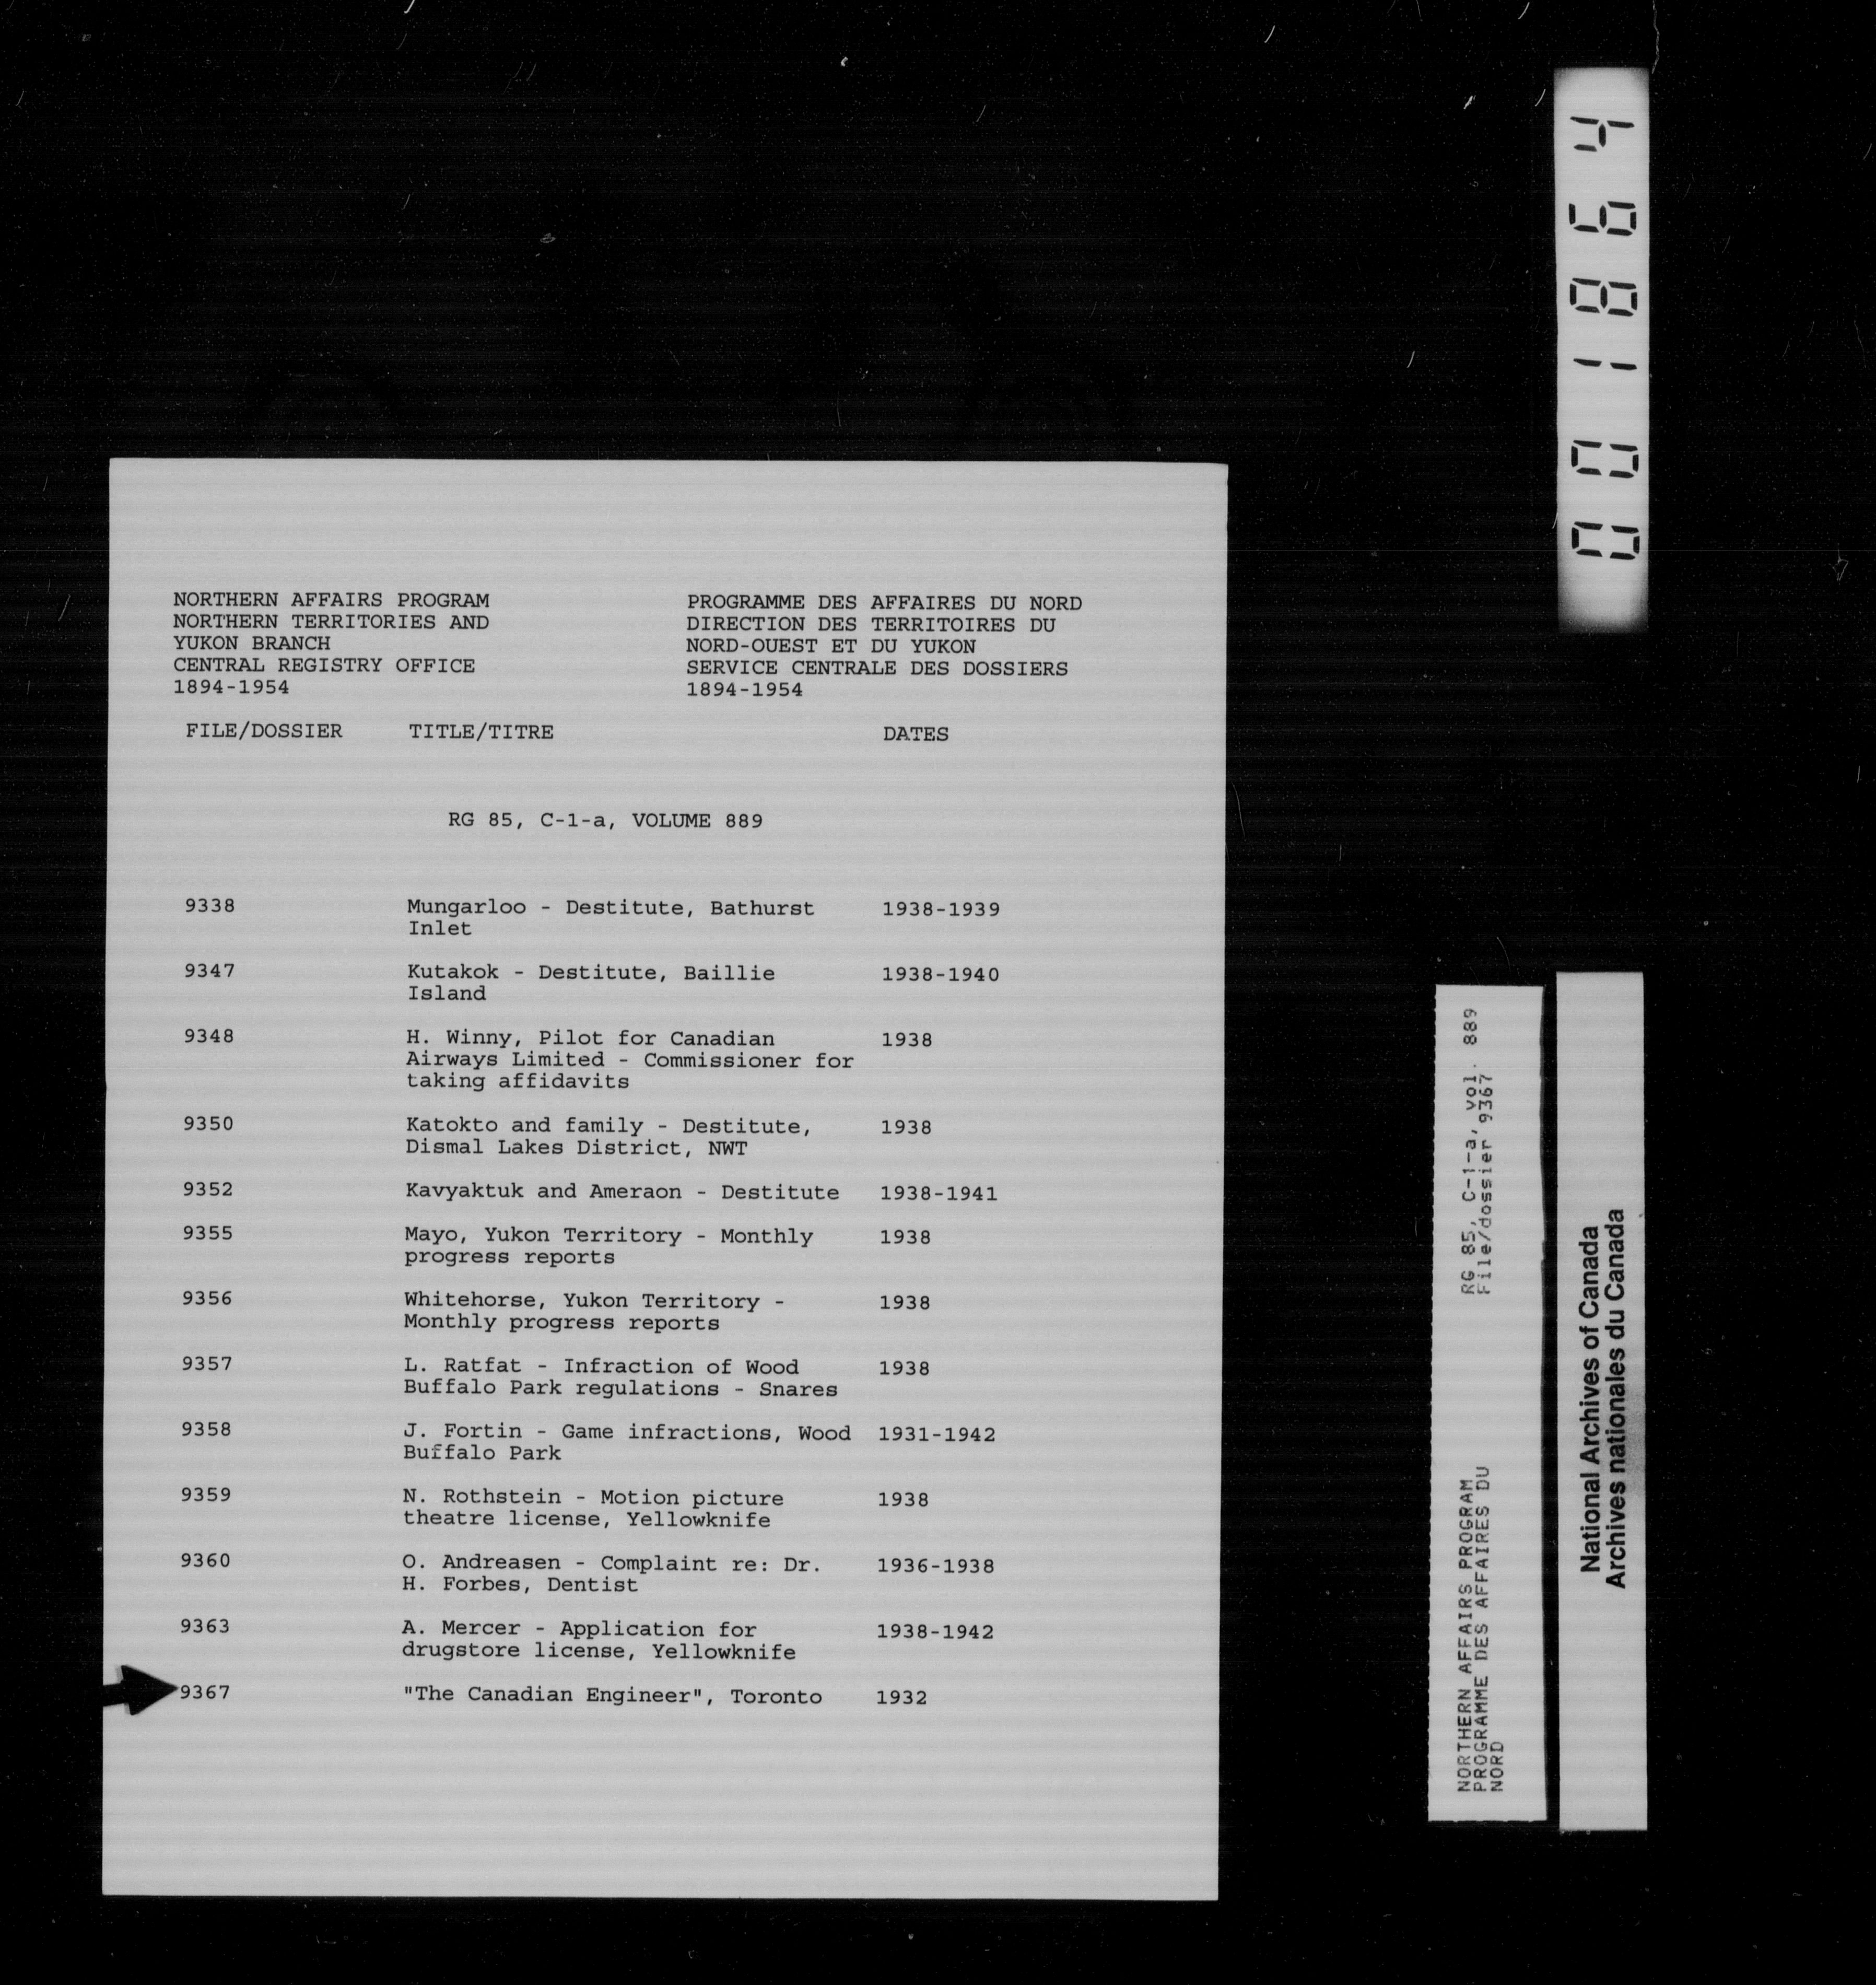 001864
NORTHERN AFFAIRS PROGRAM
NORTHERN TERRITORIES AND
YUKON BRANCH
CENTRAL REGISTRY OFFICE
1894-1954
PROGRAMME DES AFFAIRES DU NORD
DIRECTION DES TERRITOIRES DU
NORD-OUEST ET DU YUKON
SERVICE CENTRALE DES DOSSIERS
1894-1954
FILE/DOSSIER TITLE/TITRE DATES
RG 85, C-1-a, VOLUME 889
9338 Mungarloo - Destitute, Bathurst 1938-1939
Inlet
9347 Kutakok - Destitute, Baillie 1938-1940
Island
9348 H. Winny, Pilot for Canadian 1938
Airways Limited - Commissioner for
taking affidavits
9350 Katokto and family - Destitute, 1938
Dismal Lakes District, NWT
9352 Kavyaktuk and Ameraon - Destitute 1938-1941
9355 Mayo, Yukon Territory - Monthly 1938
progress reports
9356 Whitehorse, Yukon Territory - 1938
Monthly progress reports
9357 L. Ratfat - Infraction of Wood 1938
Buffalo Park regulations - Snares
9358 J. Fortin - Game infractions, Wood 1931-1942
Buffalo Park
9359 N. Rothstein - Motion picture 1938
theatre license, Yellowknife
9360 O. Andreasen - Complaint re: Dr. 1936-1938
H. Forbes, Dentist
9363 A. Mercer - Application for 1938-1942
drugstore license, Yellowknife
9367 "The Canadian Engineer", Toronto 1932
NORTHERN AFFAIRS PROGRAM
PROGRAMME DES AFFAIRES DU
NORD
RG 85, C-1-a, vol. 889
File/dossier 9367
National Archives of Canada
Archives nationales du Canada